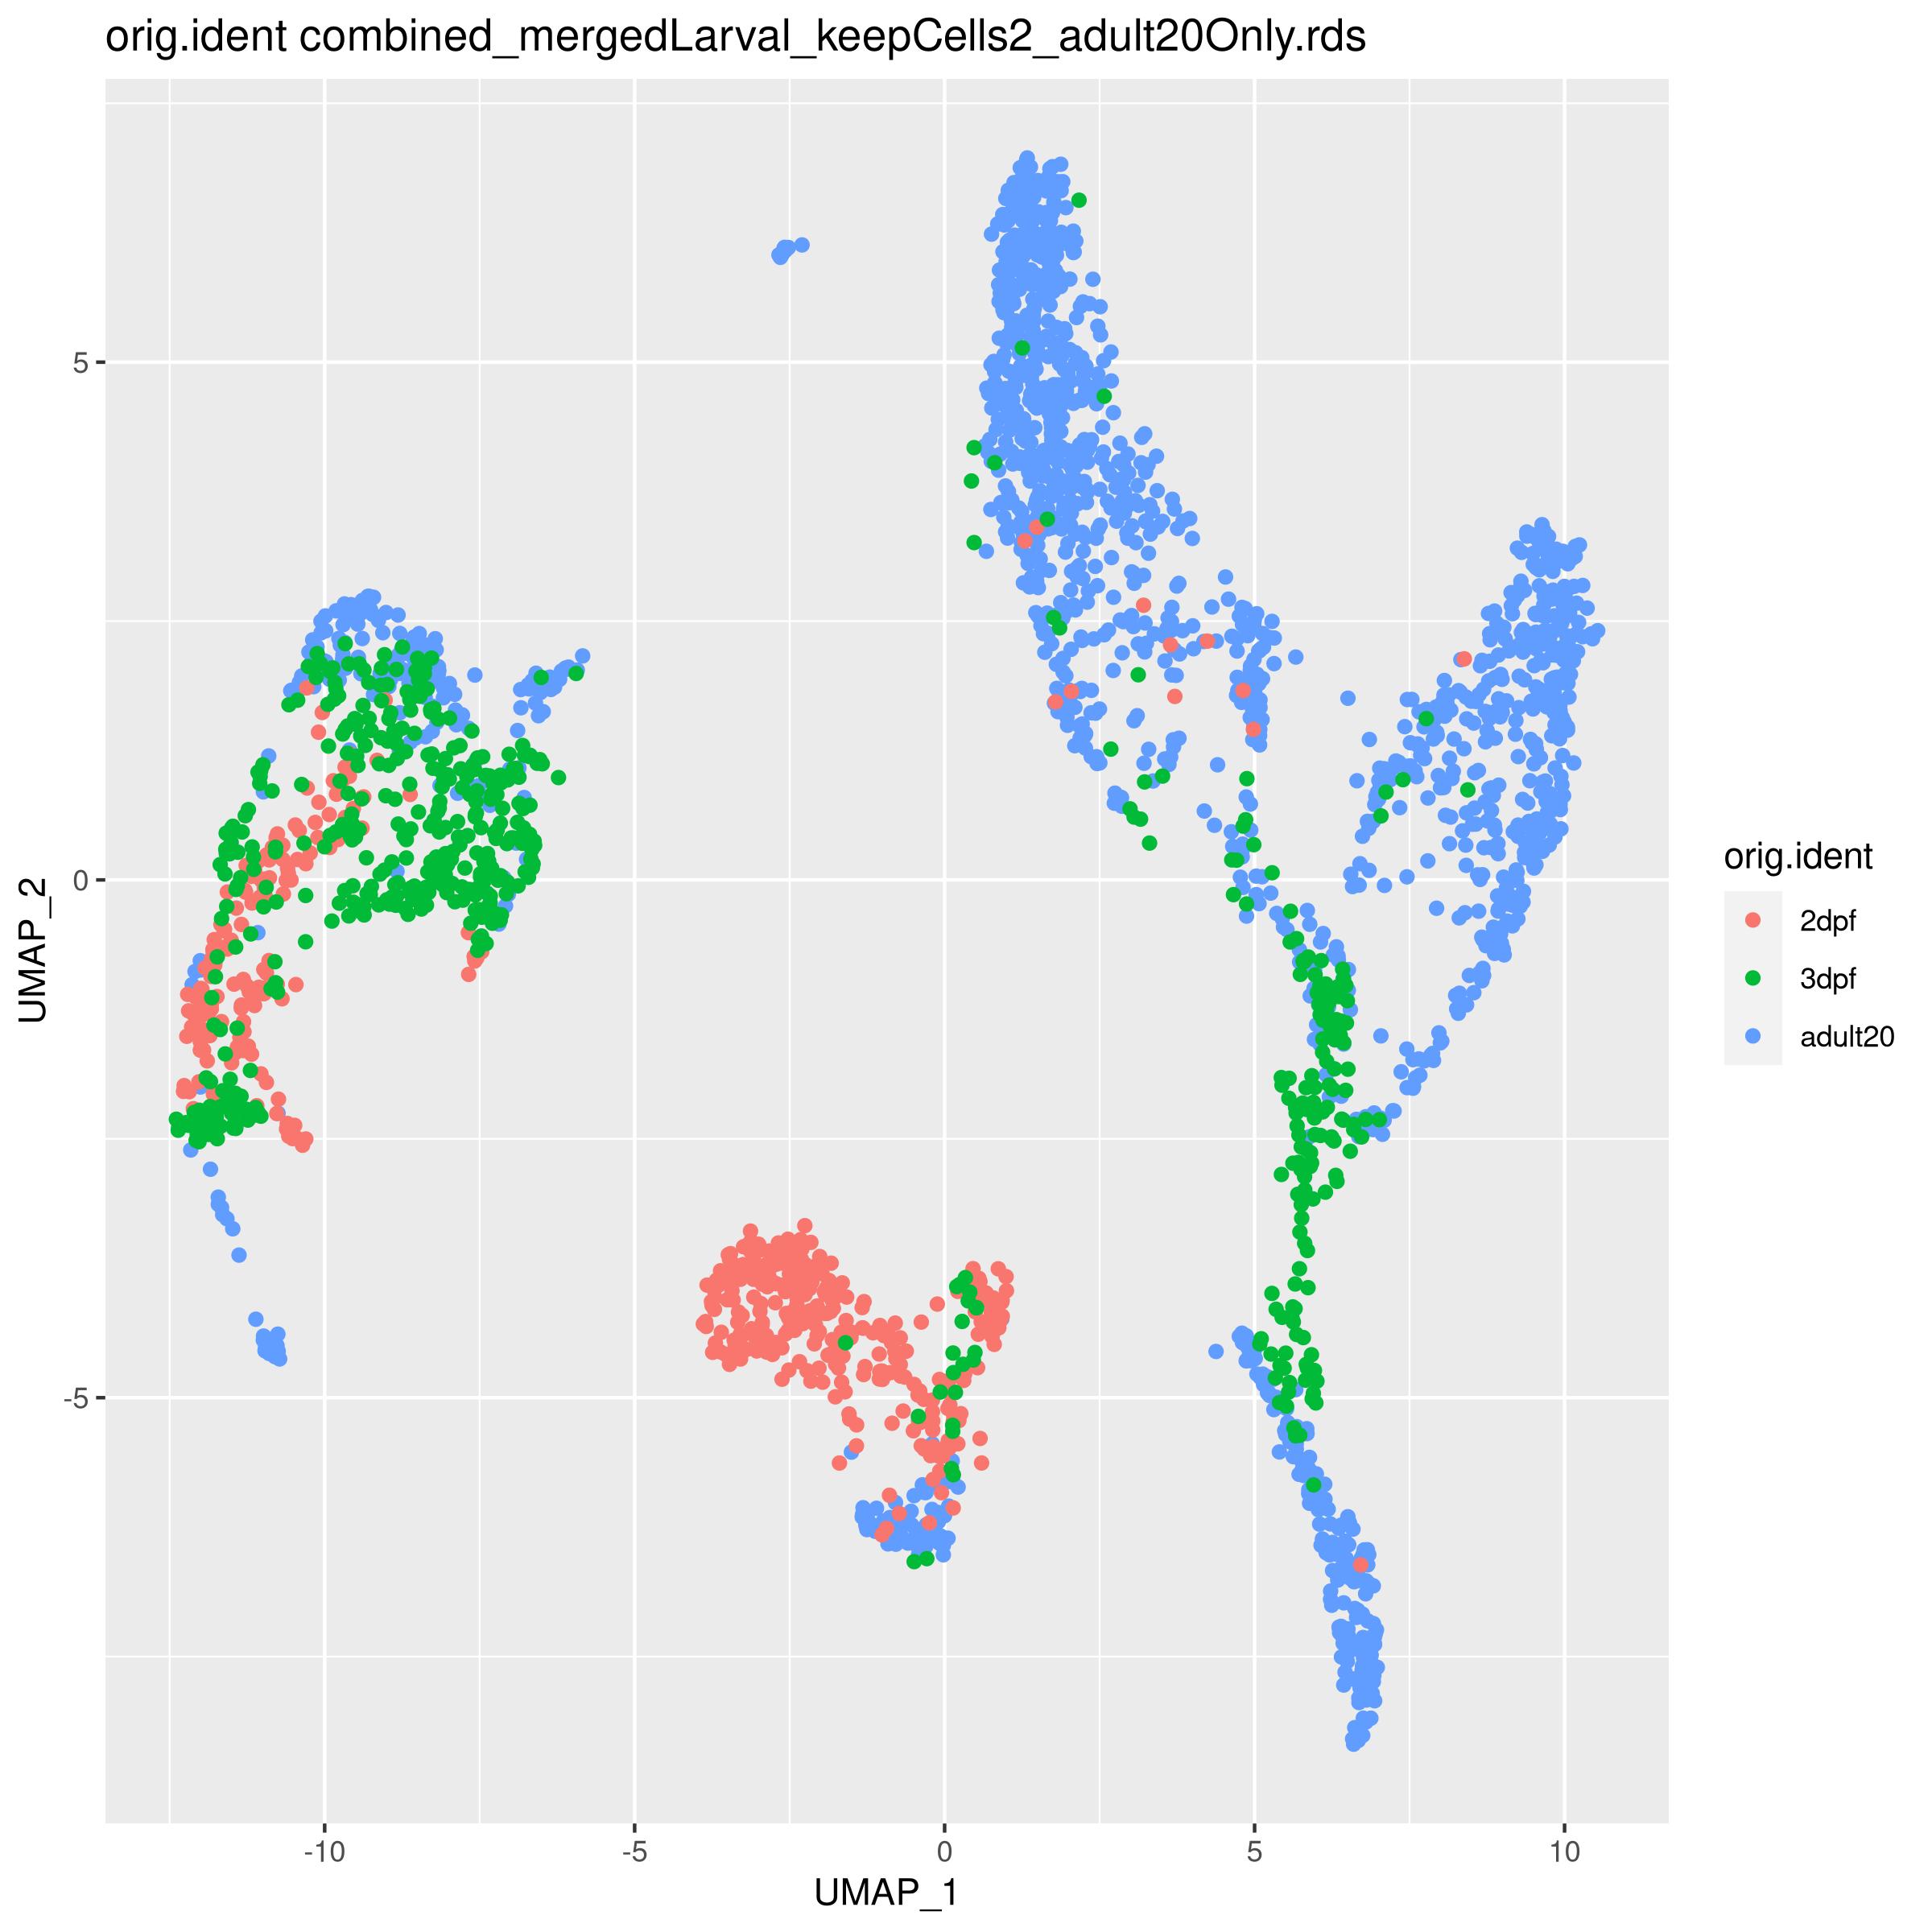 orig.ident combined_mergedLarval_keepCells2_adult20Only.rds
5
0
-5
UMAP_2
-10
-5
0
5
10
UMAP_1
orig.ident
2dpf
3dpf
adult20